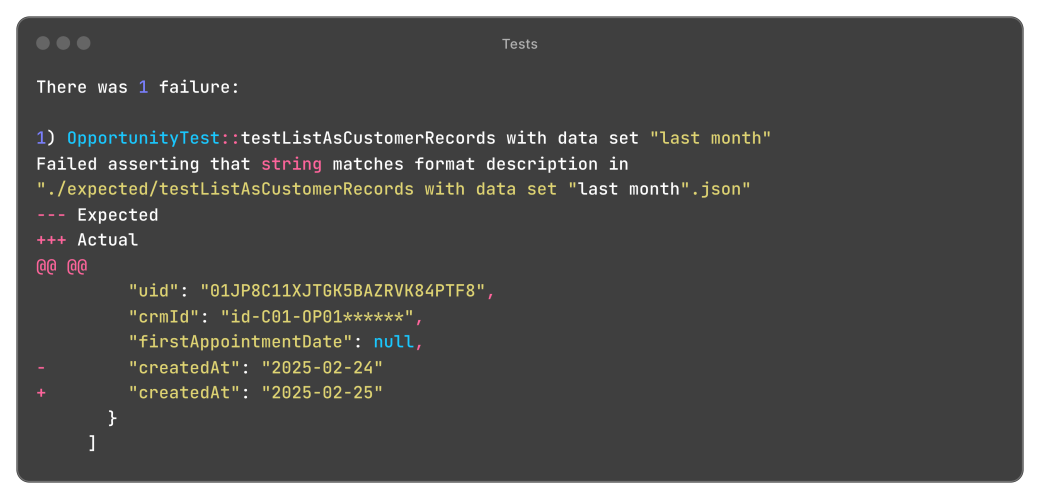 Tests
There was 1 failure:
1) OpportunityTest::testListAsCustomerRecords with data set "last month"
Failed asserting that string matches format description in
"./expected/testListAsCustomerRecords with data set "last month".json"
--- Expected
+++ Actual
@@ @@
"uid": "01JP8C11XJTGK5BAZRVK84PTF8",
"crmId": "id-C01-OP01******",
"firstAppointmentDate": null,
- "createdAt": "2025-02-24"
+ "createdAt": "2025-02-25"
}
]